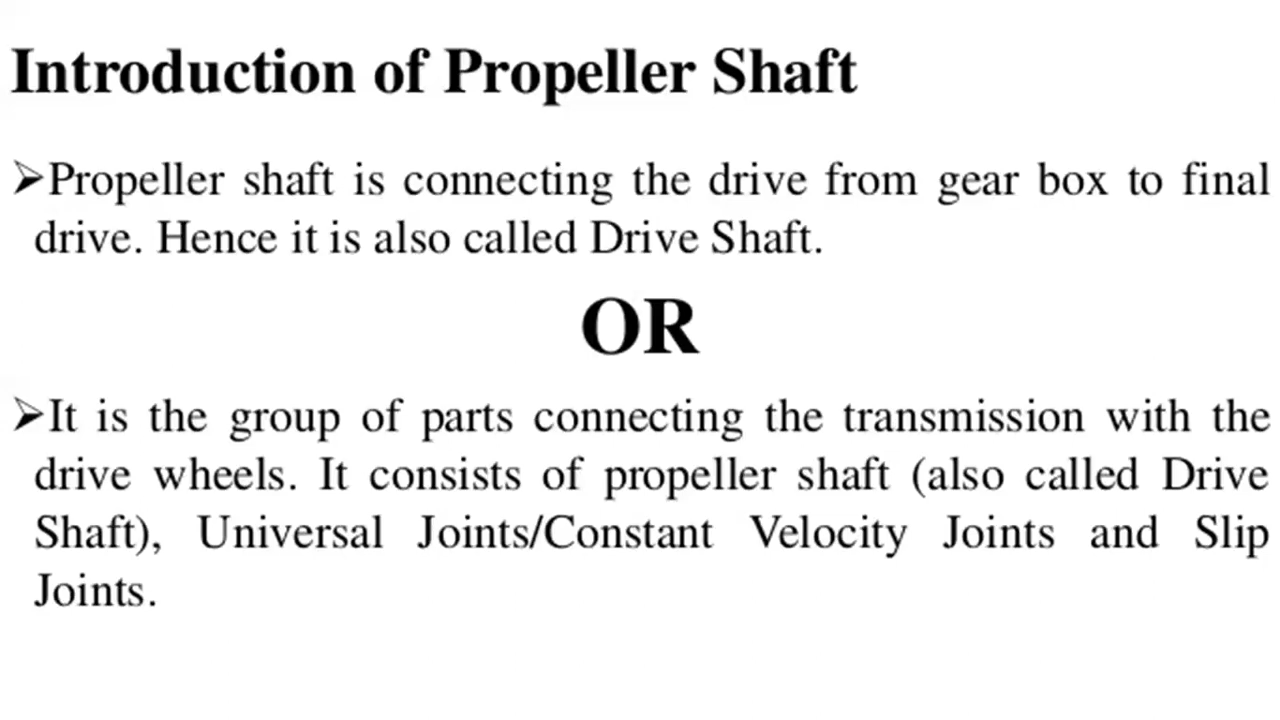 Introduction of Propeller Shaft
➢Propeller shaft is connecting the drive from gear box to final
drive. Hence it is also called Drive Shaft.
OR
➢It is the group of parts connecting the transmission with the
drive wheels. It consists of propeller shaft (also called Drive
Shaft), Universal Joints/Constant Velocity Joints and Slip
Joints.